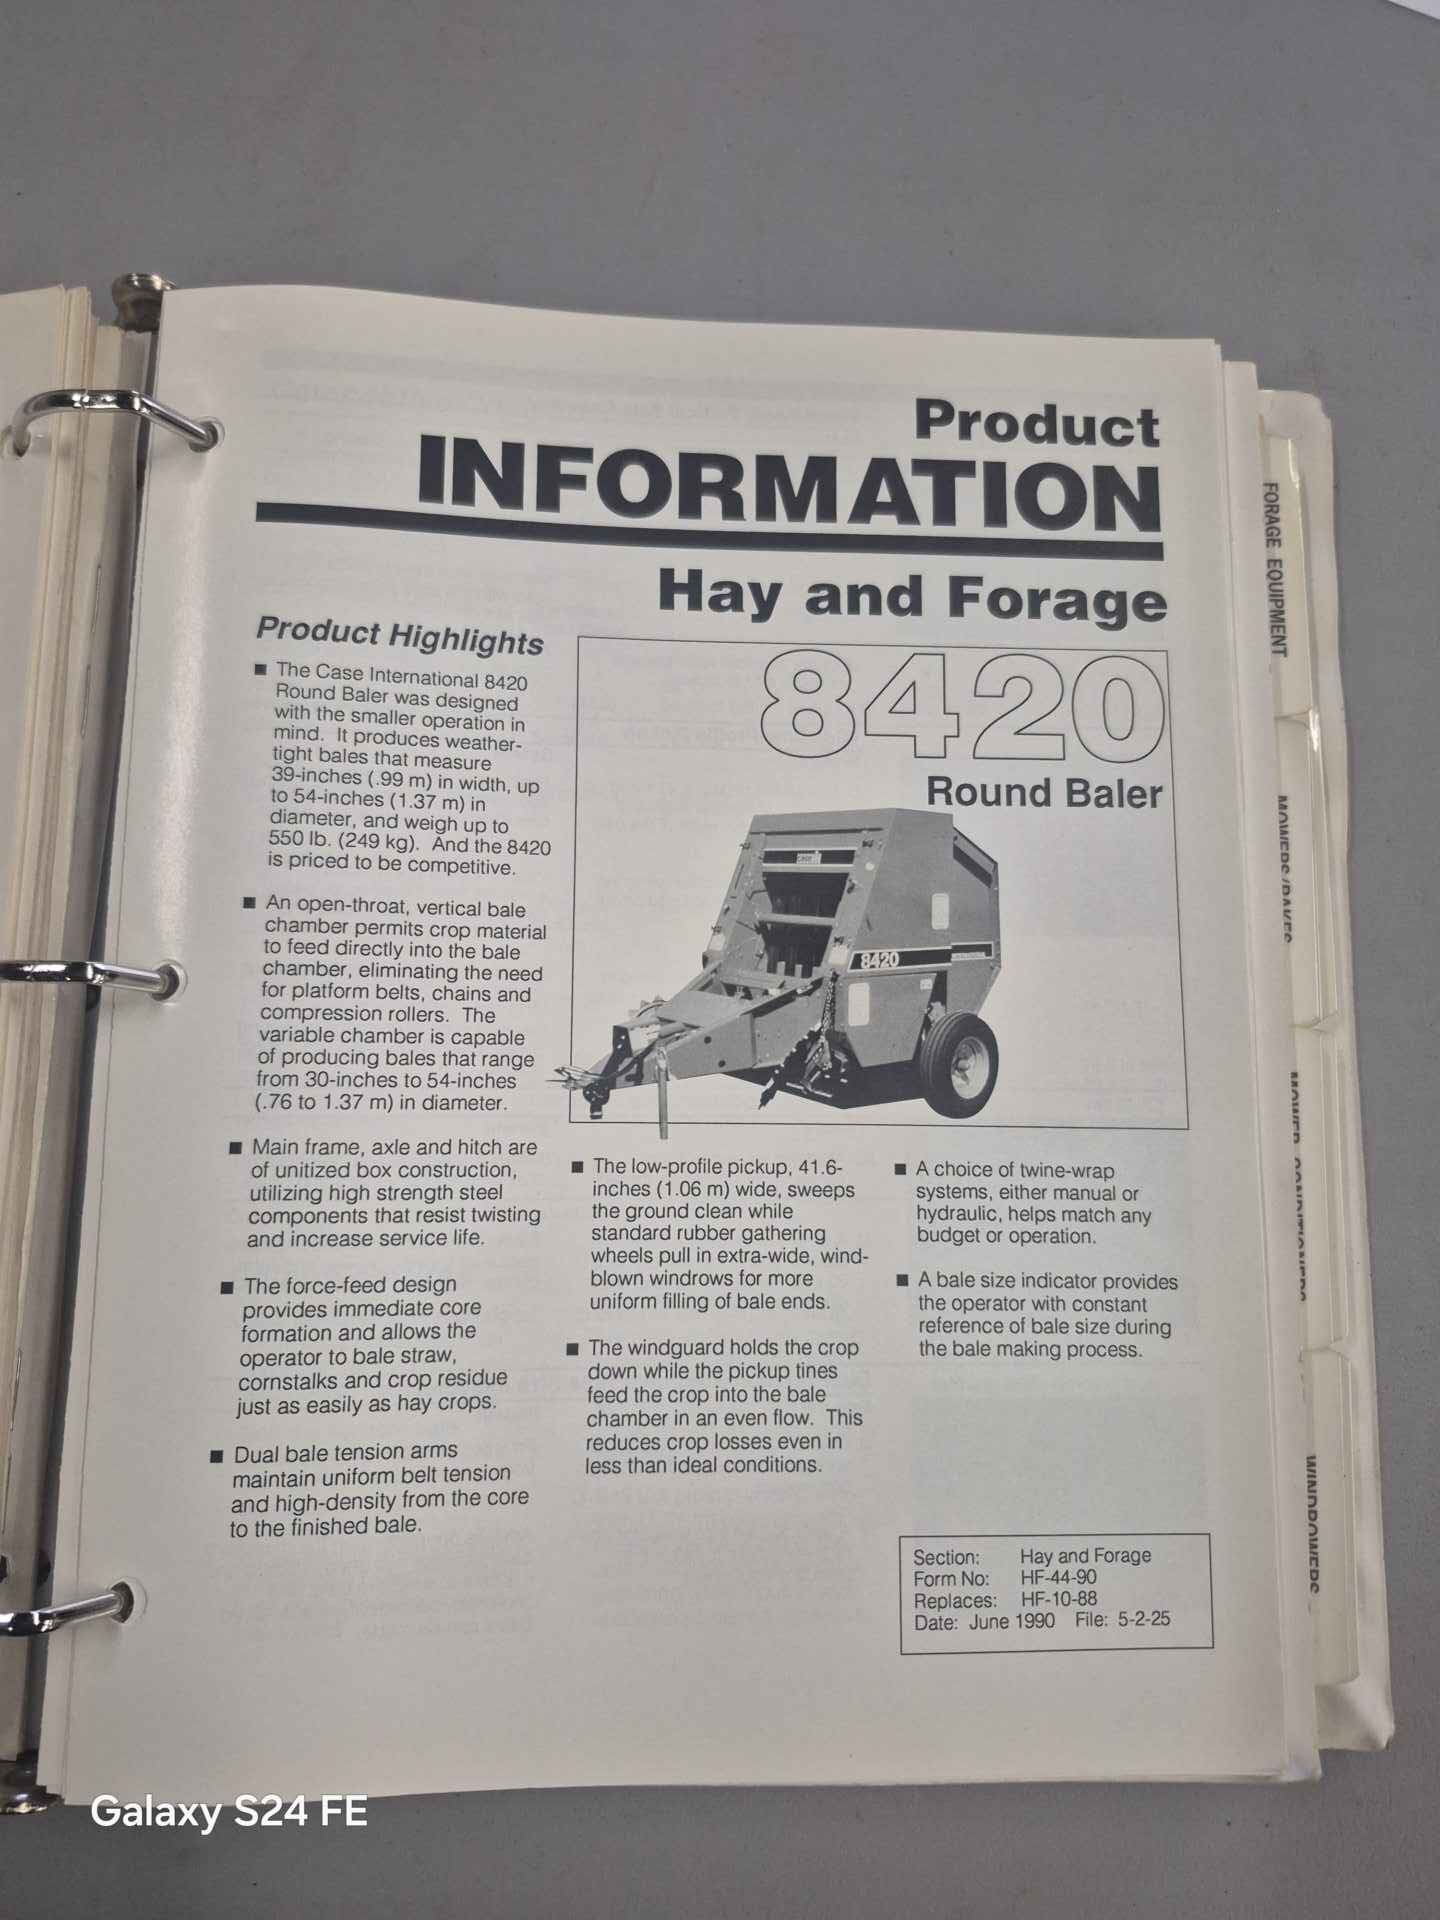 Product
INFORMATION
Hay and Forage
Product Highlights
■ The Case International 8420
Round Baler was designed
with the smaller operation in
mind. It produces weather-
tight bales that measure
39-inches (.99 m) in width, up
to 54-inches (1.37 m) in
diameter, and weigh up to
550 lb. (249 kg). And the 8420
is priced to be competitive.
■ An open-throat, vertical bale
chamber permits crop material
to feed directly into the bale
chamber, eliminating the need
for platform belts, chains and
compression rollers. The
variable chamber is capable
of producing bales that range
from 30-inches to 54-inches
(.76 to 1.37 m) in diameter.
■ Main frame, axle and hitch are
of unitized box construction,
utilizing high strength steel
components that resist twisting
and increase service life.
■ The force-feed design
provides immediate core
formation and allows the
operator to bale straw,
cornstalks and crop residue
just as easily as hay crops.
■ Dual bale tension arms
maintain uniform belt tension
and high-density from the core
to the finished bale.
8420
Round Baler
8420
■ The low-profile pickup, 41.6-
inches (1.06 m) wide, sweeps
the ground clean while
standard rubber gathering
wheels pull in extra-wide, wind-
blown windrows for more
uniform filling of bale ends.
■ The windguard holds the crop
down while the pickup tines
feed the crop into the bale
chamber in an even flow. This
reduces crop losses even in
less than ideal conditions.
■ A choice of twine-wrap
systems, either manual or
hydraulic, helps match any
budget or operation.
■ A bale size indicator provides
the operator with constant
reference of bale size during
the bale making process.
Section: Hay and Forage
Form No: HF-44-90
Replaces: HF-10-88
Date: June 1990 File: 5-2-25
FORAGE EQUIPMENT
MOWERS/RAKES
MOWER CONDITIONERS
WINDROWERS
Galaxy S24 FE